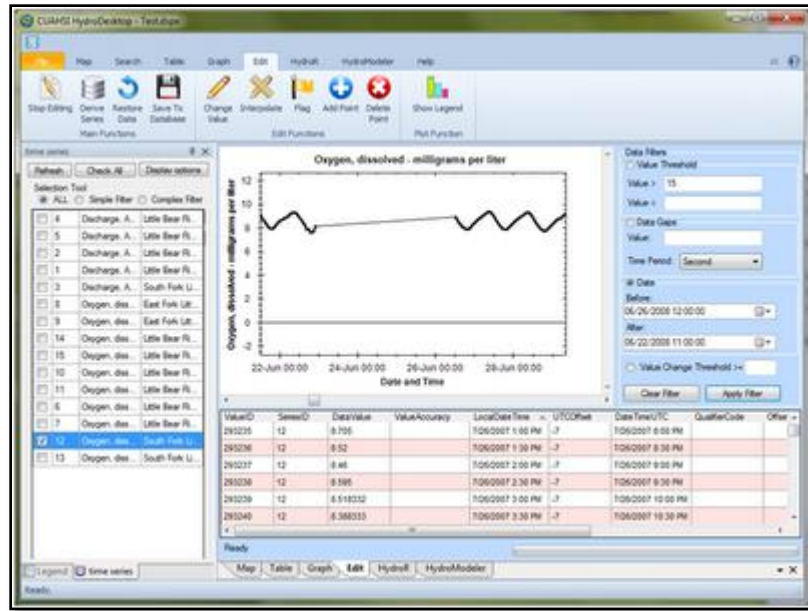 CUAHSI HydroDesktop - Test.dspx
File Map Search Table Graph Edit HydroR HydroModeler Help
Stop Editing Derive Series Restore Data Save To Database Change Value Interpolate Flag Add Point Delete Point Show Legend
Main Functions Edit Functions Plot Function
time series
Refresh Check All Display options
Selection Tool
ALL Simple Filter Complex Filter
4 Discharge, A... Little Bear Ri...
5 Discharge, A... Little Bear Ri...
2 Discharge, A... Little Bear Ri...
1 Discharge, A... Little Bear Ri...
3 Discharge, A... South Fork Li...
8 Oxygen, diss... East Fork Litt...
9 Oxygen, diss... East Fork Litt...
14 Oxygen, diss... Little Bear Ri...
15 Oxygen, diss... Little Bear Ri...
10 Oxygen, diss... Little Bear Ri...
11 Oxygen, diss... Little Bear Ri...
6 Oxygen, diss... Little Bear Ri...
7 Oxygen, diss... Little Bear Ri...
12 Oxygen, diss... South Fork Li...
13 Oxygen, diss... South Fork Li...
Legend time series
Oxygen, dissolved - milligrams per liter
Oxygen, dissolved - milligrams per liter
12
10
8
6
4
2
0
-2
22-Jun 00:00 24-Jun 00:00 26-Jun 00:00 28-Jun 00:00
Date and Time
Data Filters
Value Threshold
Value > 15
Value <
Data Gaps
Value:
Time Period: Second
Date
Before:
06/26/2008 12:00:00
After:
06/22/2008 11:00:00
Value Change Threshold >=
Clear Filter Apply Filter
ValueID SeriesID DataValue ValueAccuracy LocalDateTime UTCOffset DateTimeUTC QualifierCode Offse
293235 12 8.705 7/26/2007 1:00 PM -7 7/26/2007 8:00 PM
293236 12 8.52 7/26/2007 1:30 PM -7 7/26/2007 8:30 PM
293237 12 8.46 7/26/2007 2:00 PM -7 7/26/2007 9:00 PM
293238 12 8.595 7/26/2007 2:30 PM -7 7/26/2007 9:30 PM
293239 12 8.518332 7/26/2007 3:00 PM -7 7/26/2007 10:00 PM
293240 12 8.388333 7/26/2007 3:30 PM -7 7/26/2007 10:30 PM
Ready
Map Table Graph Edit HydroR HydroModeler
Ready.